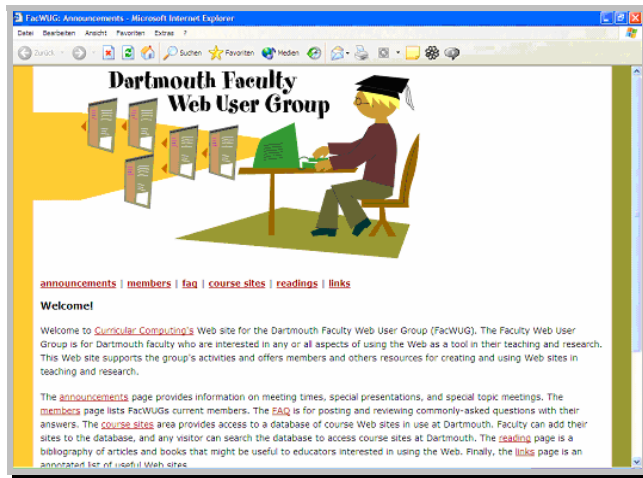 FacWUG: Announcements - Microsoft Internet Explorer
Datei Bearbeiten Ansicht Favoriten Extras ?
Zurück Suchen Favoriten Medien
Dartmouth Faculty
Web User Group
announcements | members | faq | course sites | readings | links
Welcome!
Welcome to Curricular Computing's Web site for the Dartmouth Faculty Web User Group (FacWUG). The Faculty Web User
Group is for Dartmouth faculty who are interested in any or all aspects of using the Web as a tool in their teaching and research.
This Web site supports the group's activities and offers members and others resources for creating and using Web sites in
teaching and research.
The announcements page provides information on meeting times, special presentations, and special topic meetings. The
members page lists FacWUGs current members. The FAQ is for posting and reviewing commonly-asked questions with their
answers. The course sites area provides access to a database of course Web sites in use at Dartmouth. Faculty can add their
sites to the database, and any visitor can search the database to access course sites at Dartmouth. The reading page is a
bibliography of articles and books that might be useful to educators interested in using the Web. Finally, the links page is an
annotated list of useful Web sites.